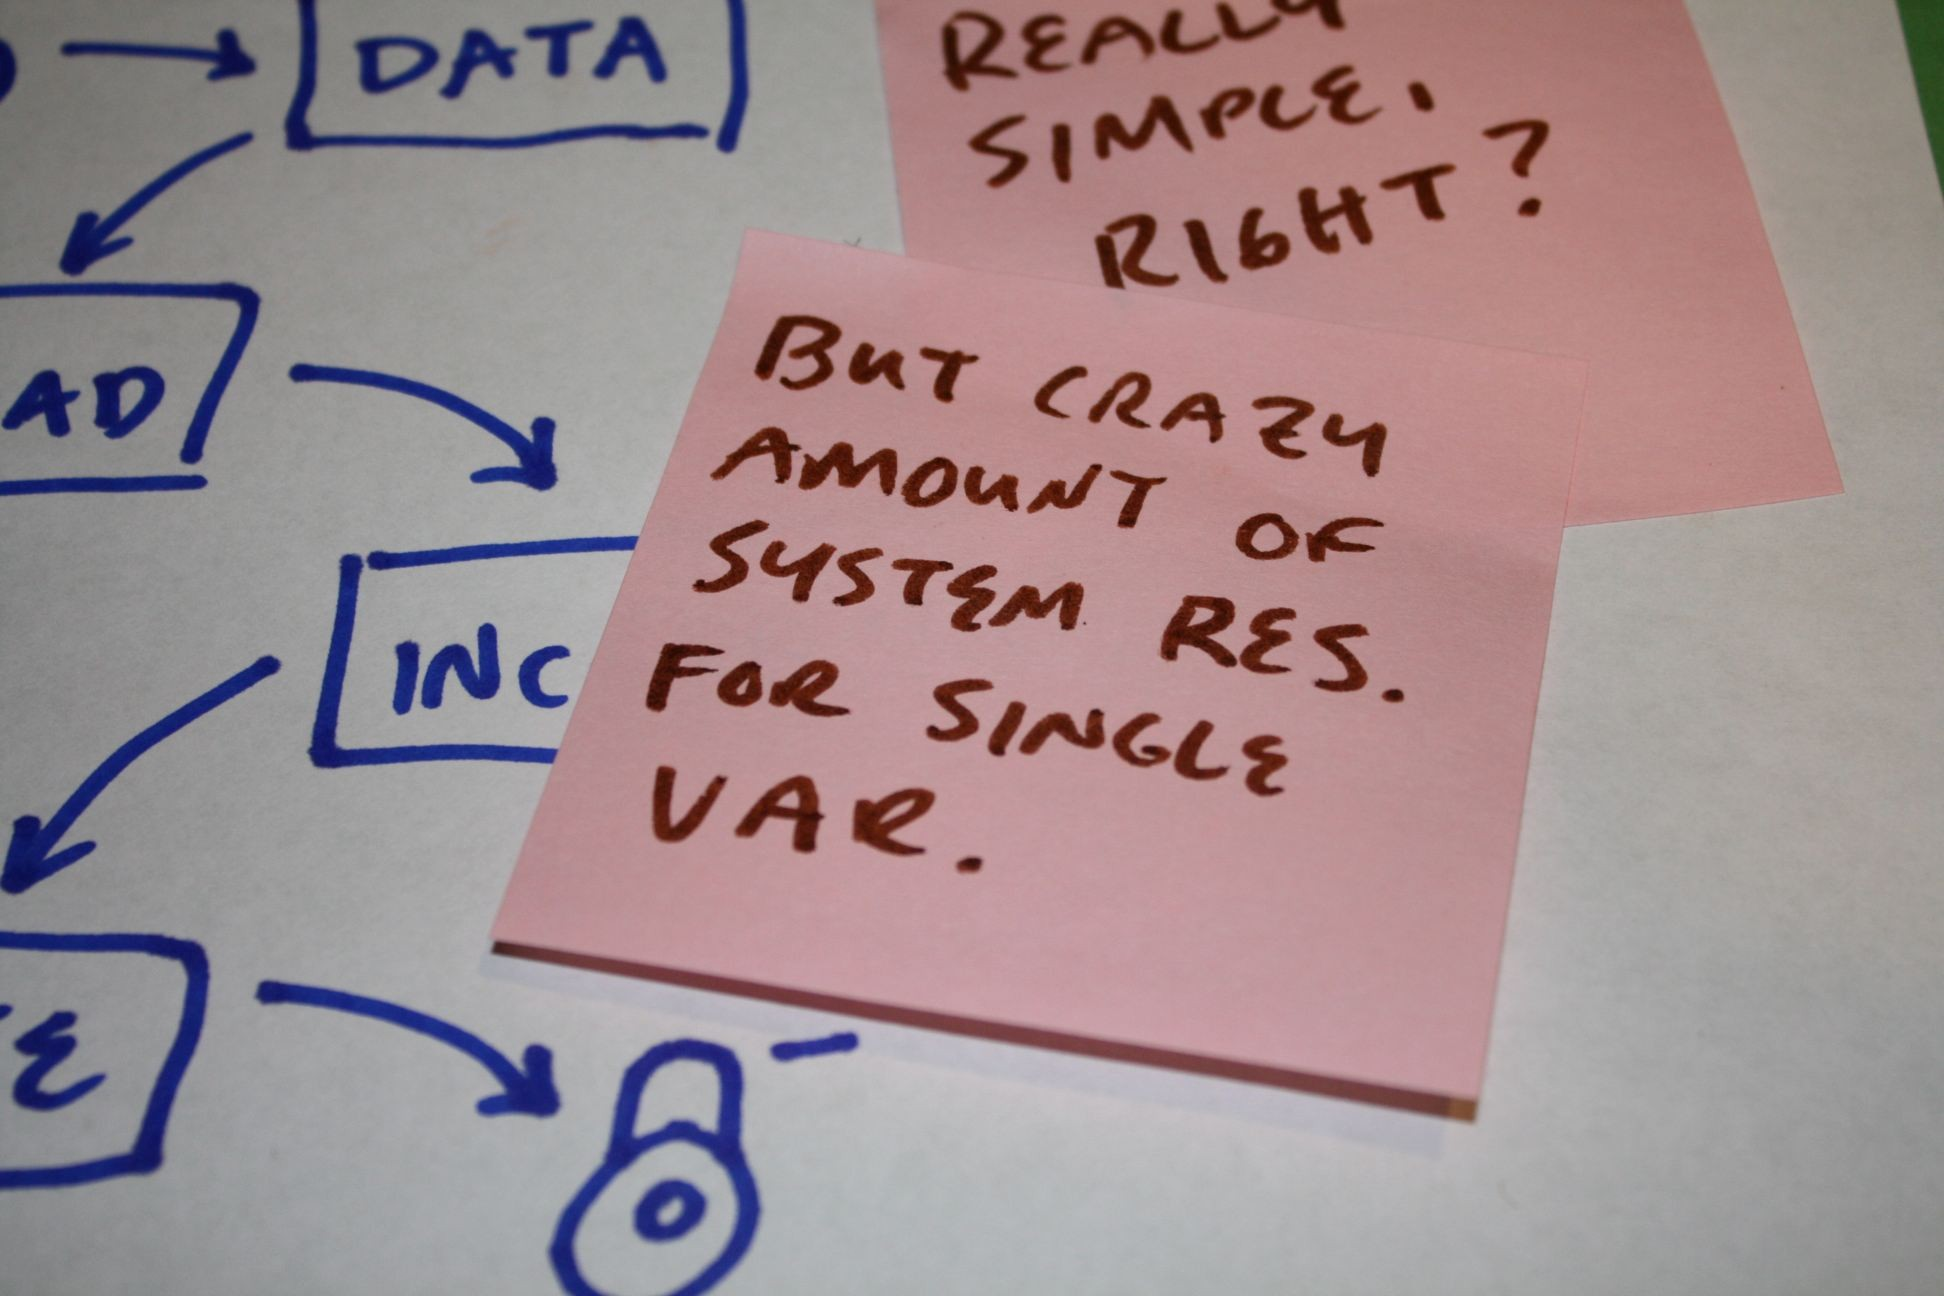 DATA
REALLY
SIMPLE,
RIGHT?
BUT CRAZY
AMOUNT OF
SYSTEM RES.
FOR SINGLE
VAR.
AD
INC
E